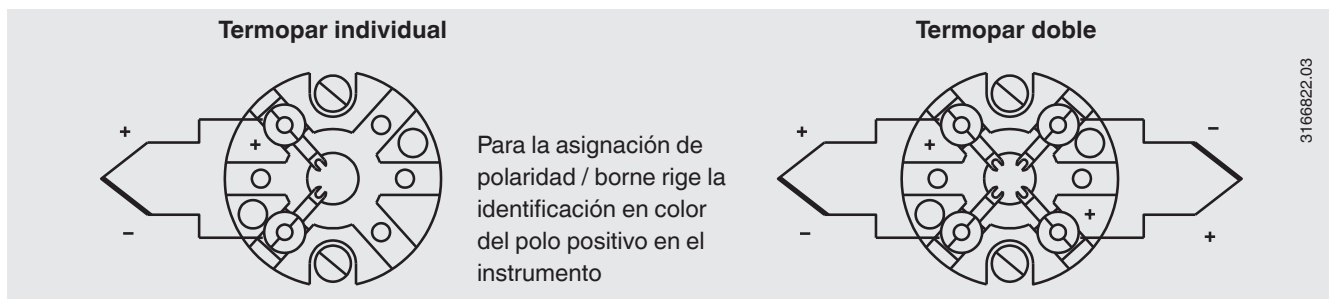 Termopar individual
Termopar doble
+
–
+
Para la asignación de
polaridad / borne rige la
identificación en color
del polo positivo en el
instrumento
+
–
+
+
–
+
3166822.03